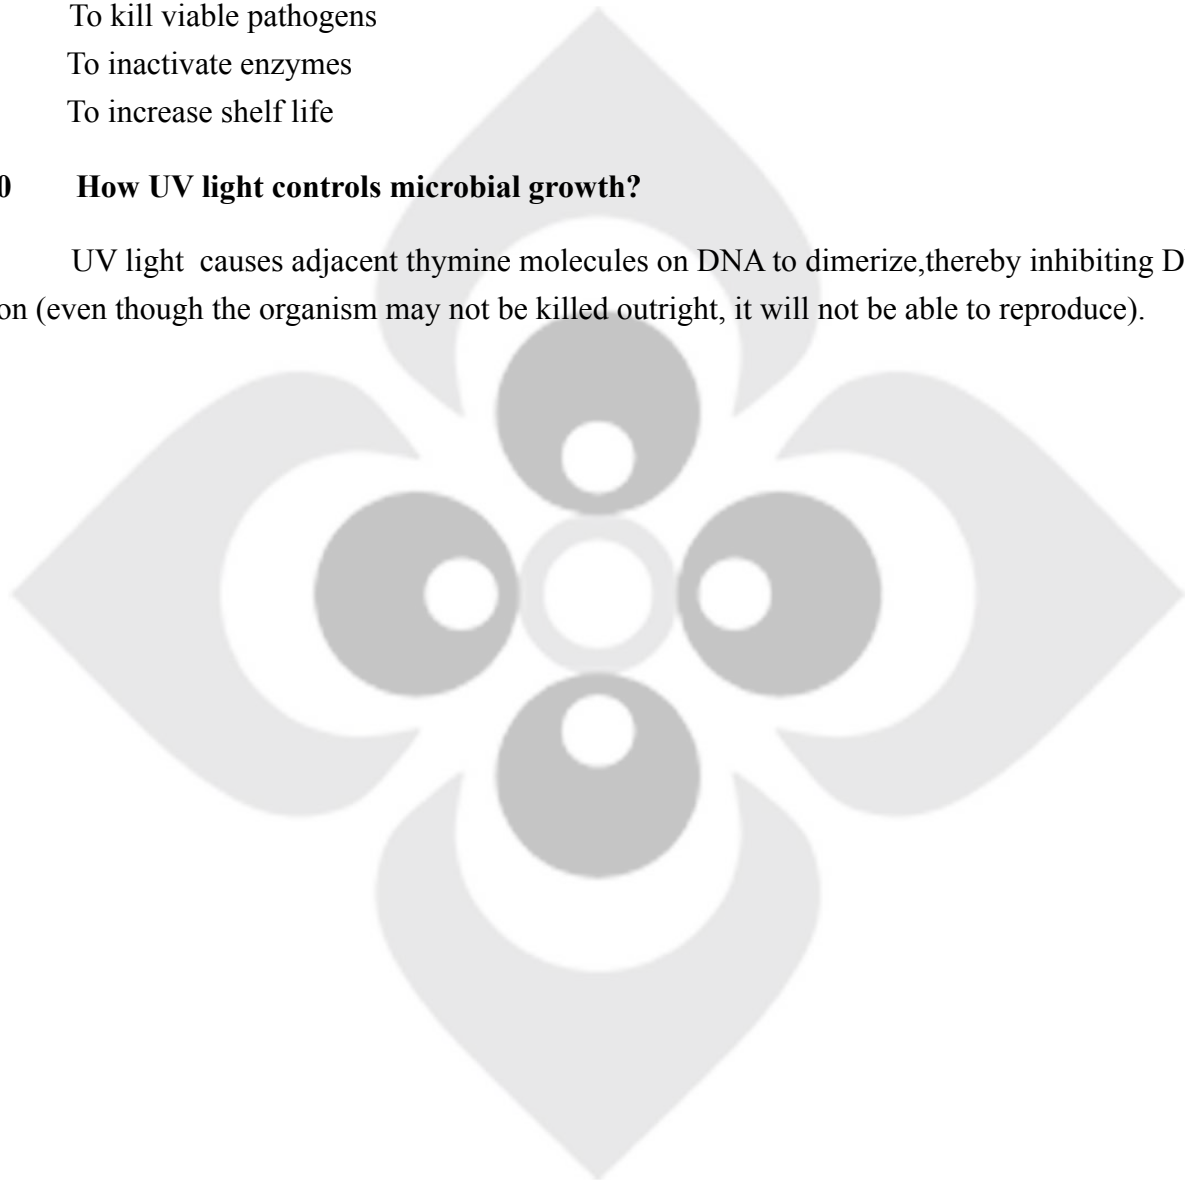 To kill viable pathogens
To inactivate enzymes
To increase shelf life
0 How UV light controls microbial growth?
UV light causes adjacent thymine molecules on DNA to dimerize,thereby inhibiting D
on (even though the organism may not be killed outright, it will not be able to reproduce).